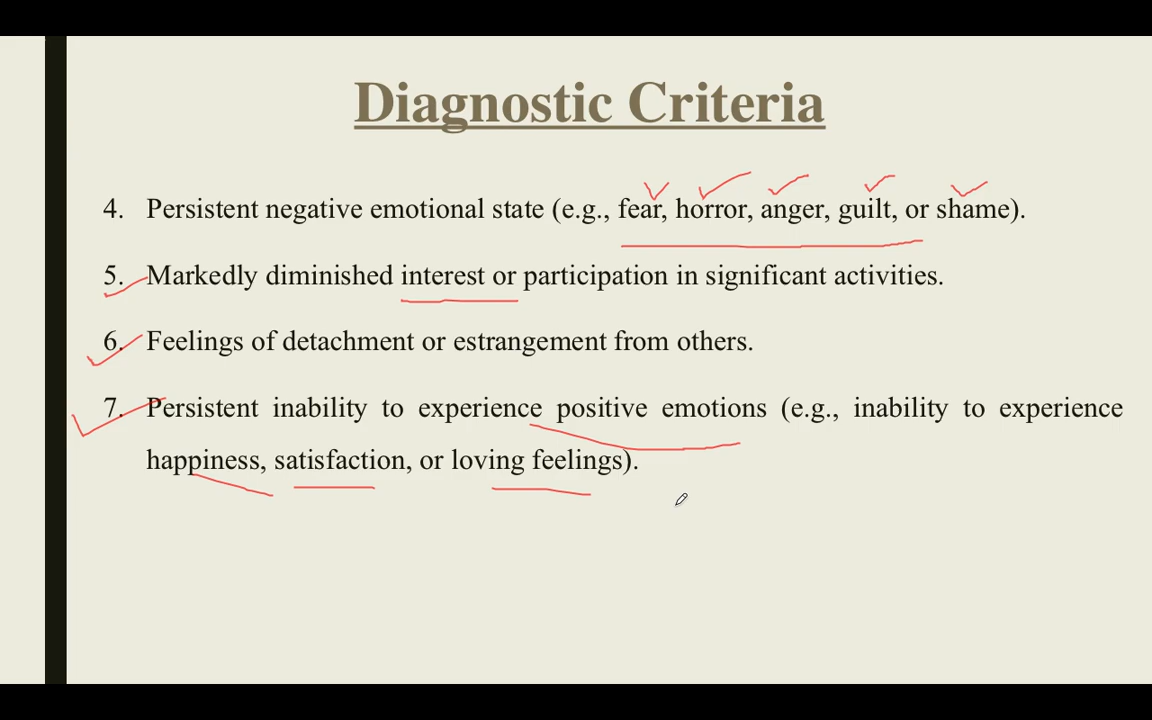 Diagnostic Criteria
4. Persistent negative emotional state (e.g., fear, horror, anger, guilt, or shame).
5. Markedly diminished interest or participation in significant activities.
6. Feelings of detachment or estrangement from others.
7. Persistent inability to experience positive emotions (e.g., inability to experience
happiness, satisfaction, or loving feelings).